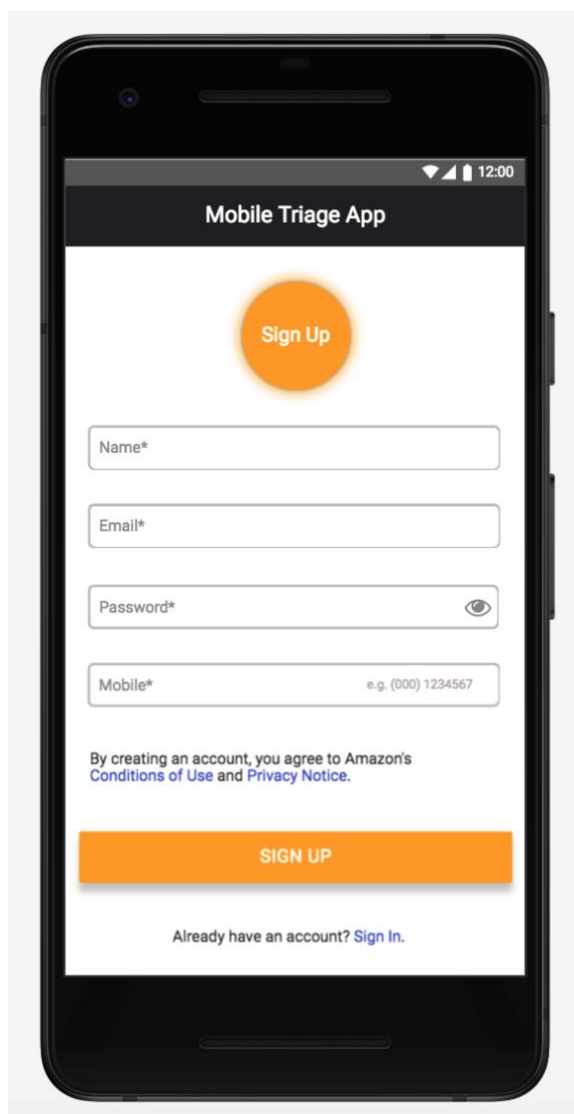 12:00
Mobile Triage App
Sign Up
Name*
Email*
Password*
Mobile* e.g. (000) 1234567
By creating an account, you agree to Amazon's
Conditions of Use and Privacy Notice.
SIGN UP
Already have an account? Sign In.